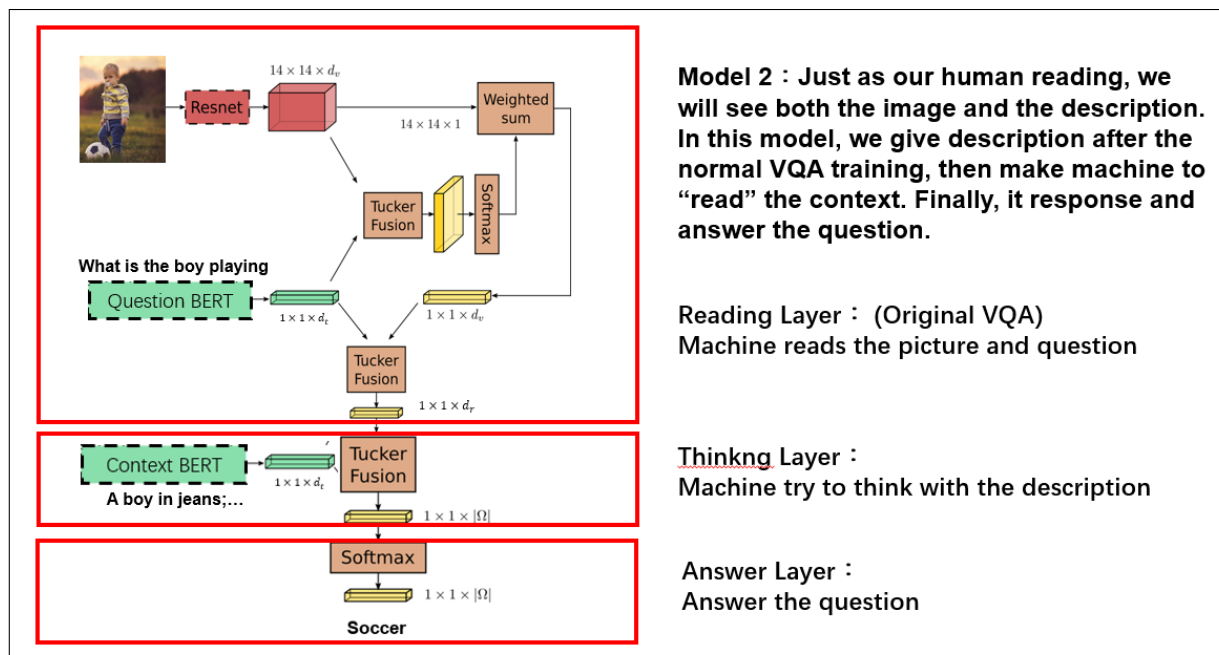 14 × 14 × d_v
Resnet
Weighted
sum
14 × 14 × 1
Tucker
Fusion
Softmax
What is the boy playing
Question BERT
1 × 1 × d_t
1 × 1 × d_v
Tucker
Fusion
1 × 1 × d_r
Context BERT
1 × 1 × d_t
Tucker
Fusion
A boy in jeans;...
1 × 1 × |Ω|
Softmax
1 × 1 × |Ω|
Soccer
Model 2：Just as our human reading, we
will see both the image and the description.
In this model, we give description after the
normal VQA training, then make machine to
“read” the context. Finally, it response and
answer the question.
Reading Layer： (Original VQA)
Machine reads the picture and question
Thinkng Layer：
Machine try to think with the description
Answer Layer：
Answer the question